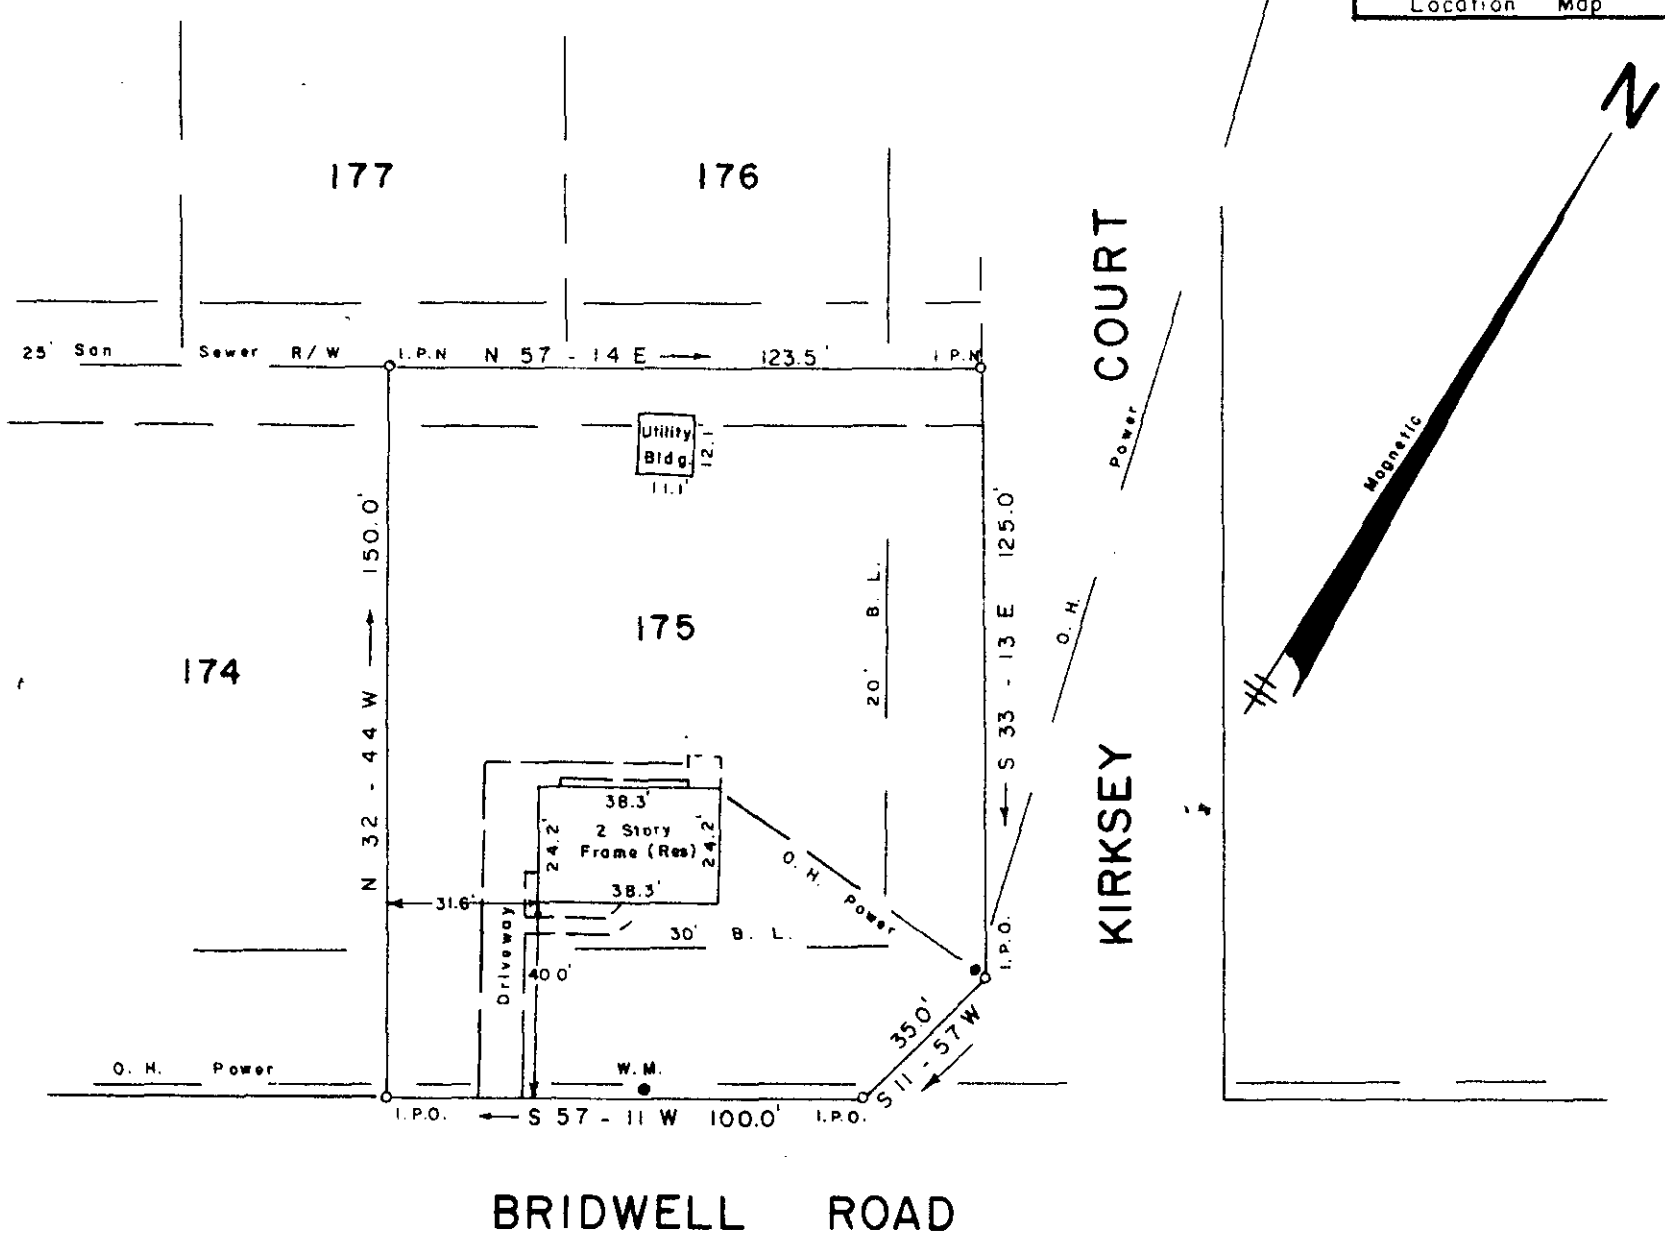 Location Map
N
177
176
25' San Sewer R/W
I.P.N
N 57 - 14 E
123.5'
I P.N
Utility
Bldg.
12.1'
11.1'
COURT
Power
Magnetic
N 32 - 44 W 150.0'
S 33 - 13 E 125.0'
20' B. L.
O. H.
175
174
38.3'
2 Story
Frame (Res)
24.2'
24.2'
38.3'
31.6'
O. H. Power
KIRKSEY
30' B. L.
Driveway
40 0'
I.P.O.
35.0'
S 11 - 57 W
O. H. Power
W.M.
I.P.O.
S 57 - 11 W 100.0'
I.P.O.
BRIDWELL ROAD